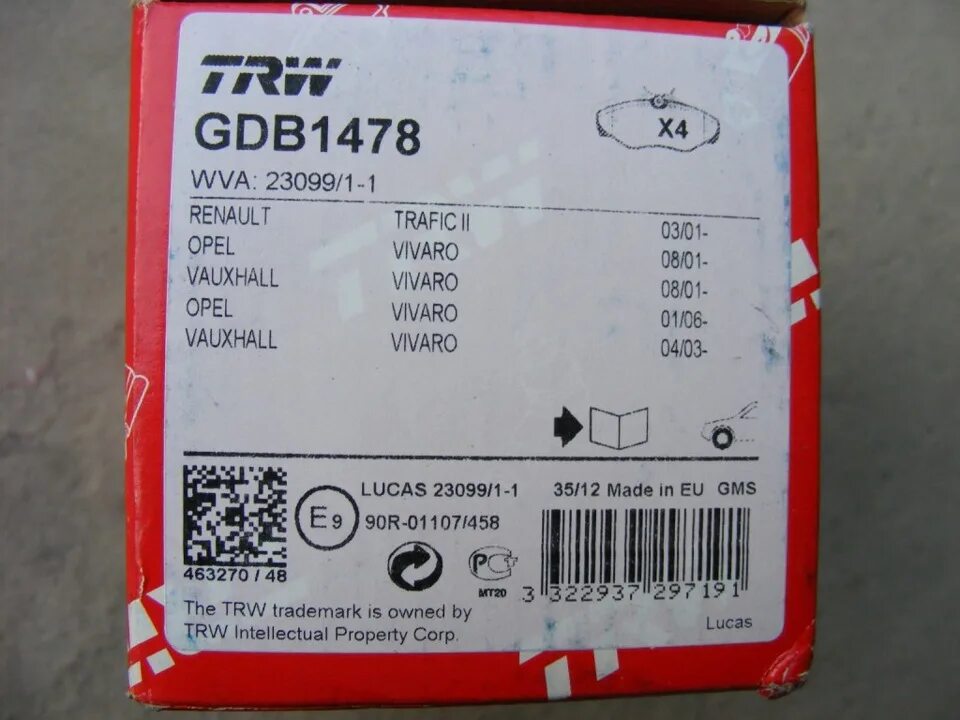 TRW
GDB1478
X4
WVA: 23099/1-1
RENAULT TRAFIC II 03/01-
OPEL VIVARO 08/01-
VAUXHALL VIVARO 08/01-
OPEL VIVARO 01/06-
VAUXHALL VIVARO 04/03-
LUCAS 23099/1-1 35/12 Made in EU GMS
E9 90R-01107/458
463270 / 48
PCT
MT20
3 322937 297191
The TRW trademark is owned by
TRW Intellectual Property Corp.
Lucas